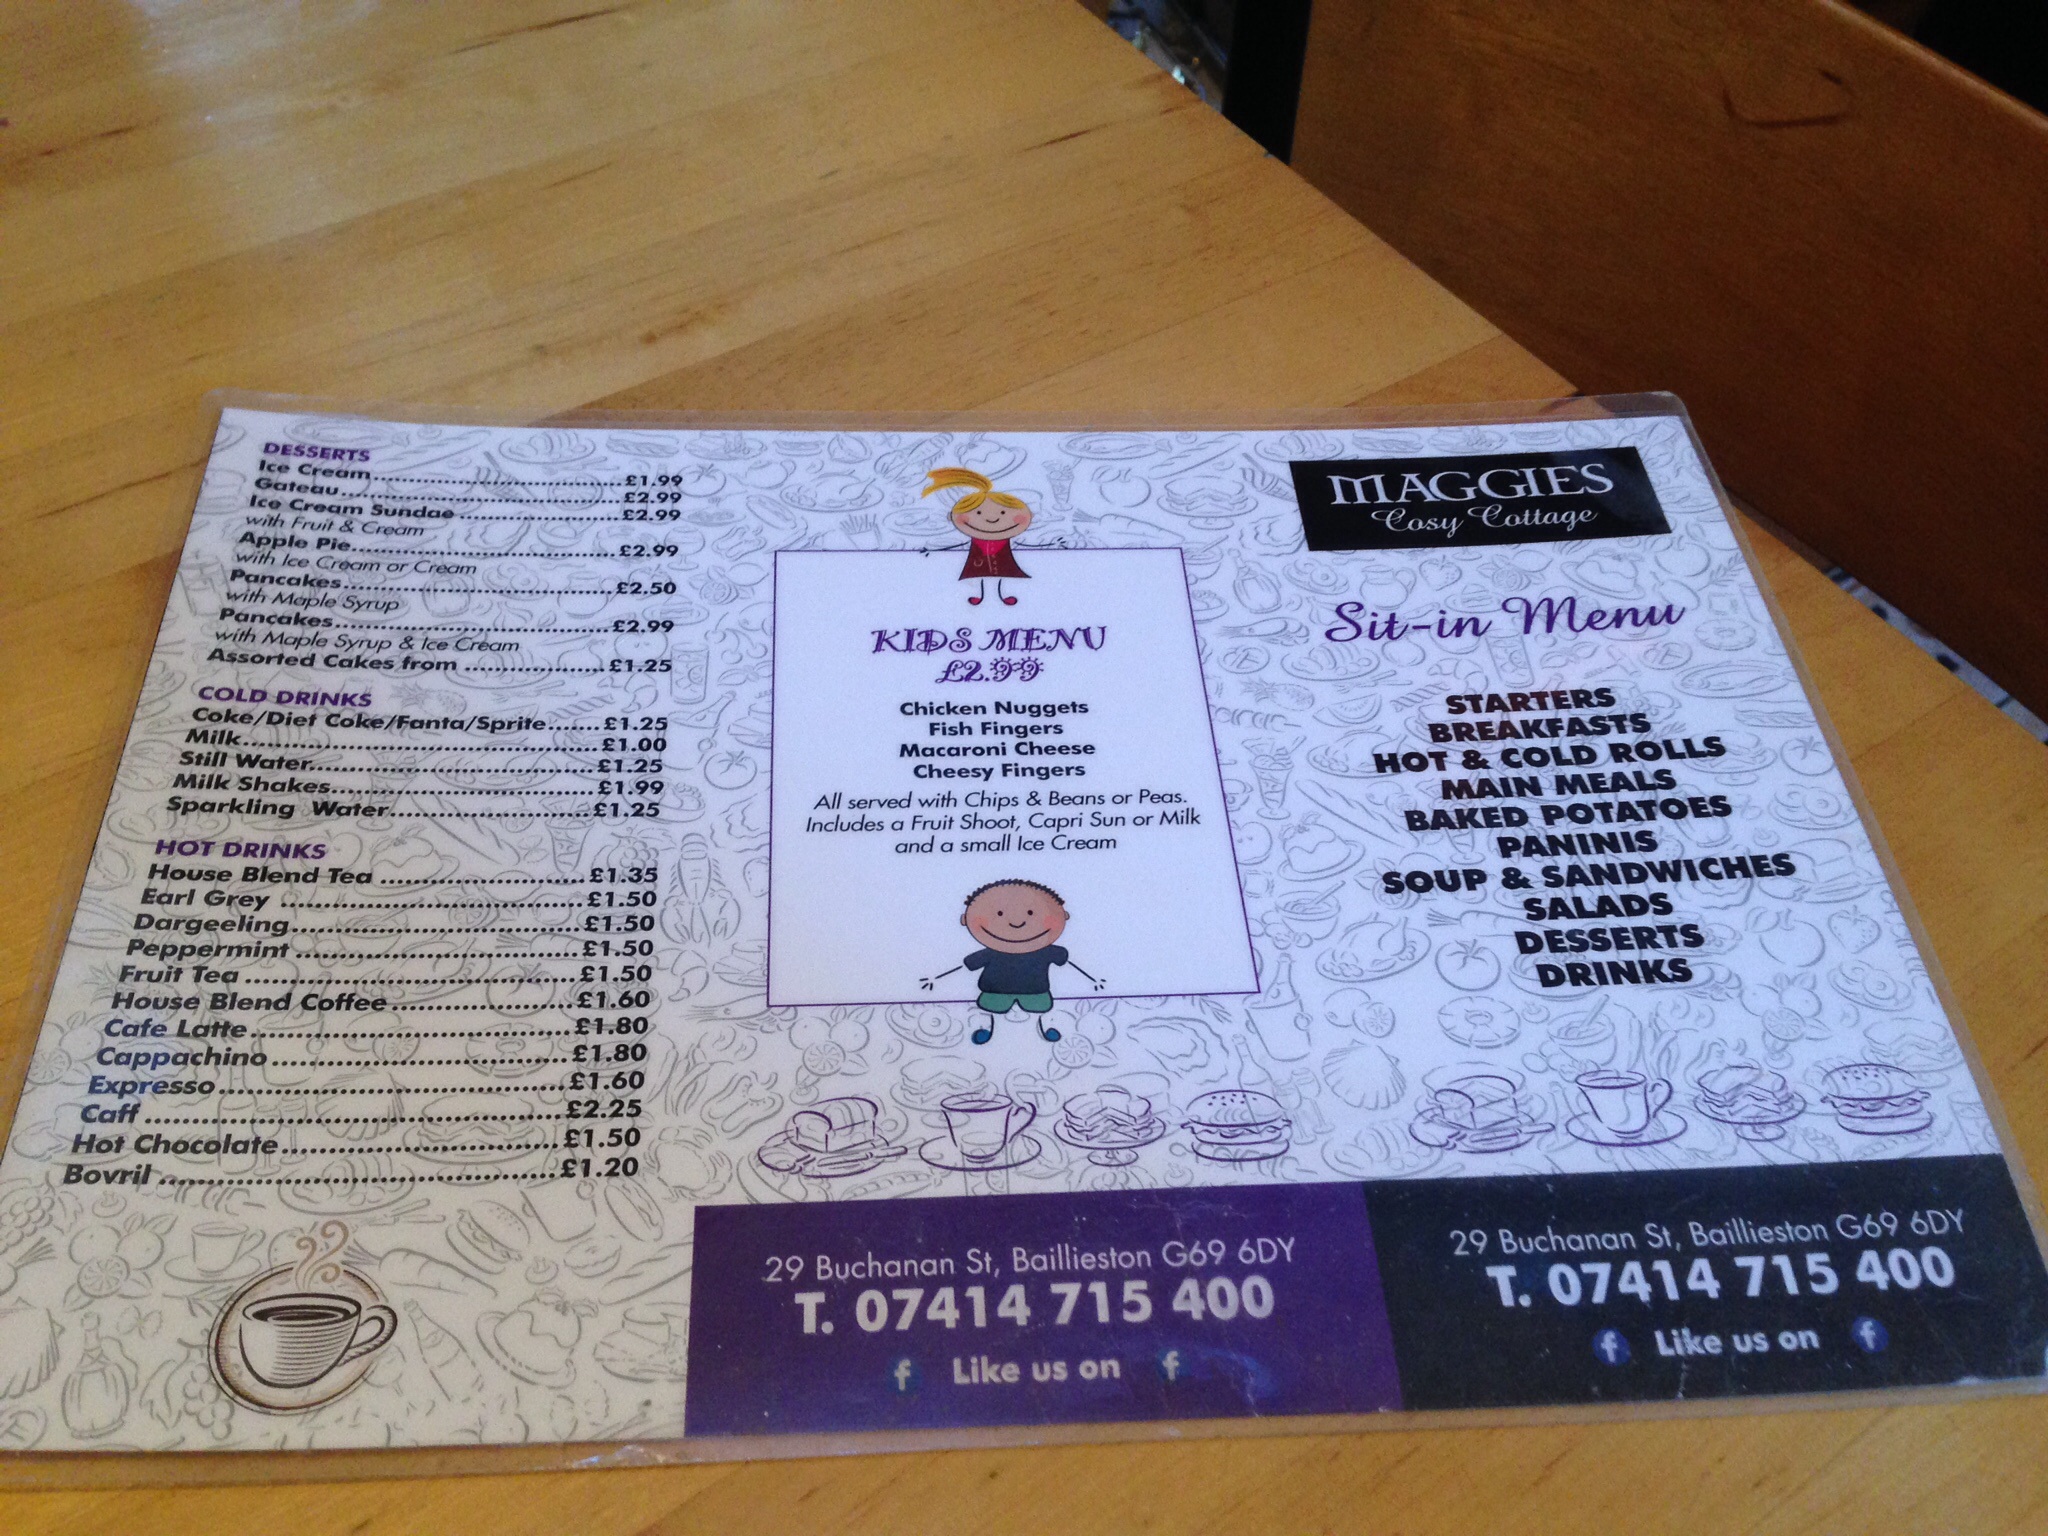 DESSERTS
Ice Cream.....£1.99
Gateau.....£2.99
Ice Cream Sundae.....£2.99
with Fruit & Cream
Apple Pie.....£2.99
with Ice Cream or Cream
Pancakes.....£2.50
with Maple Syrup
Pancakes.....£2.99
with Maple Syrup & Ice Cream
Assorted Cakes from.....£1.25
COLD DRINKS
Coke/Diet Coke/Fanta/Sprite.....£1.25
Milk.....£1.00
Still Water.....£1.25
Milk Shakes.....£1.99
Sparkling Water.....£1.25
HOT DRINKS
House Blend Tea.....£1.35
Earl Grey.....£1.50
Dargeeling.....£1.50
Peppermint.....£1.50
Fruit Tea.....£1.50
House Blend Coffee.....£1.60
Cafe Latte.....£1.80
Cappachino.....£1.80
Expresso.....£1.60
Caff.....£2.25
Hot Chocolate.....£1.50
Bovril.....£1.20
KIDS MENU
£2.99
Chicken Nuggets
Fish Fingers
Macaroni Cheese
Cheesy Fingers
All served with Chips & Beans or Peas.
Includes a Fruit Shoot, Capri Sun or Milk
and a small Ice Cream
29 Buchanan St, Baillieston G69 6DY
T. 07414 715 400
f Like us on f
MAGGIES
Cosy Cottage
Sit-in Menu
STARTERS
BREAKFASTS
HOT & COLD ROLLS
MAIN MEALS
BAKED POTATOES
PANINIS
SOUP & SANDWICHES
SALADS
DESSERTS
DRINKS
29 Buchanan St, Baillieston G69 6DY
T. 07414 715 400
f Like us on f